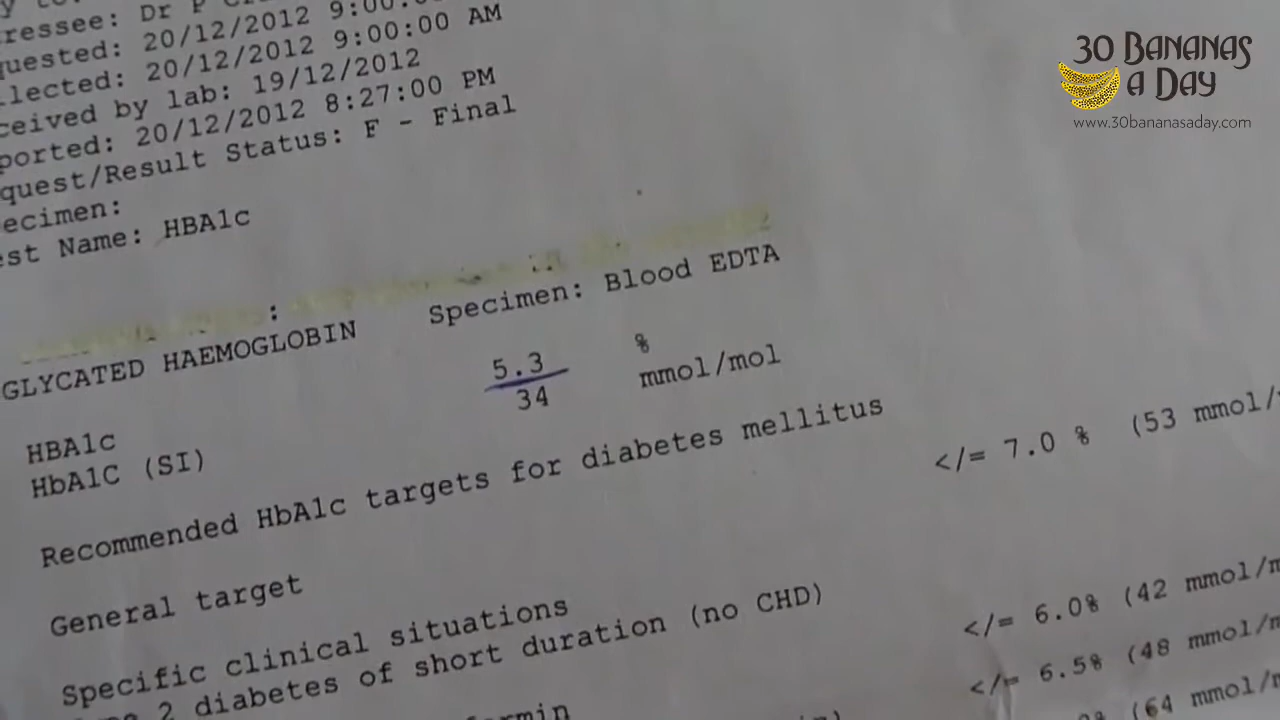 ressee: Dr P
quested: 20/12/2012 9:00:
llected: 20/12/2012 9:00:00 AM
ceived by lab: 19/12/2012
ported: 20/12/2012 8:27:00 PM
quest/Result Status: F - Final
ecimen:
est Name: HBA1c
:
GLYCATED HAEMOGLOBIN Specimen: Blood EDTA
HBA1c 5.3 %
HbA1C (SI) 34 mmol/mol
Recommended HbA1c targets for diabetes mellitus
General target </= 7.0 % (53 mmol/
Specific clinical situations
2 diabetes of short duration (no CHD) </= 6.0% (42 mmol/m
formin </= 6.5% (48 mmol/m
(64 mmol/m
30 BANANAS
A DAY
www.30bananasaday.com